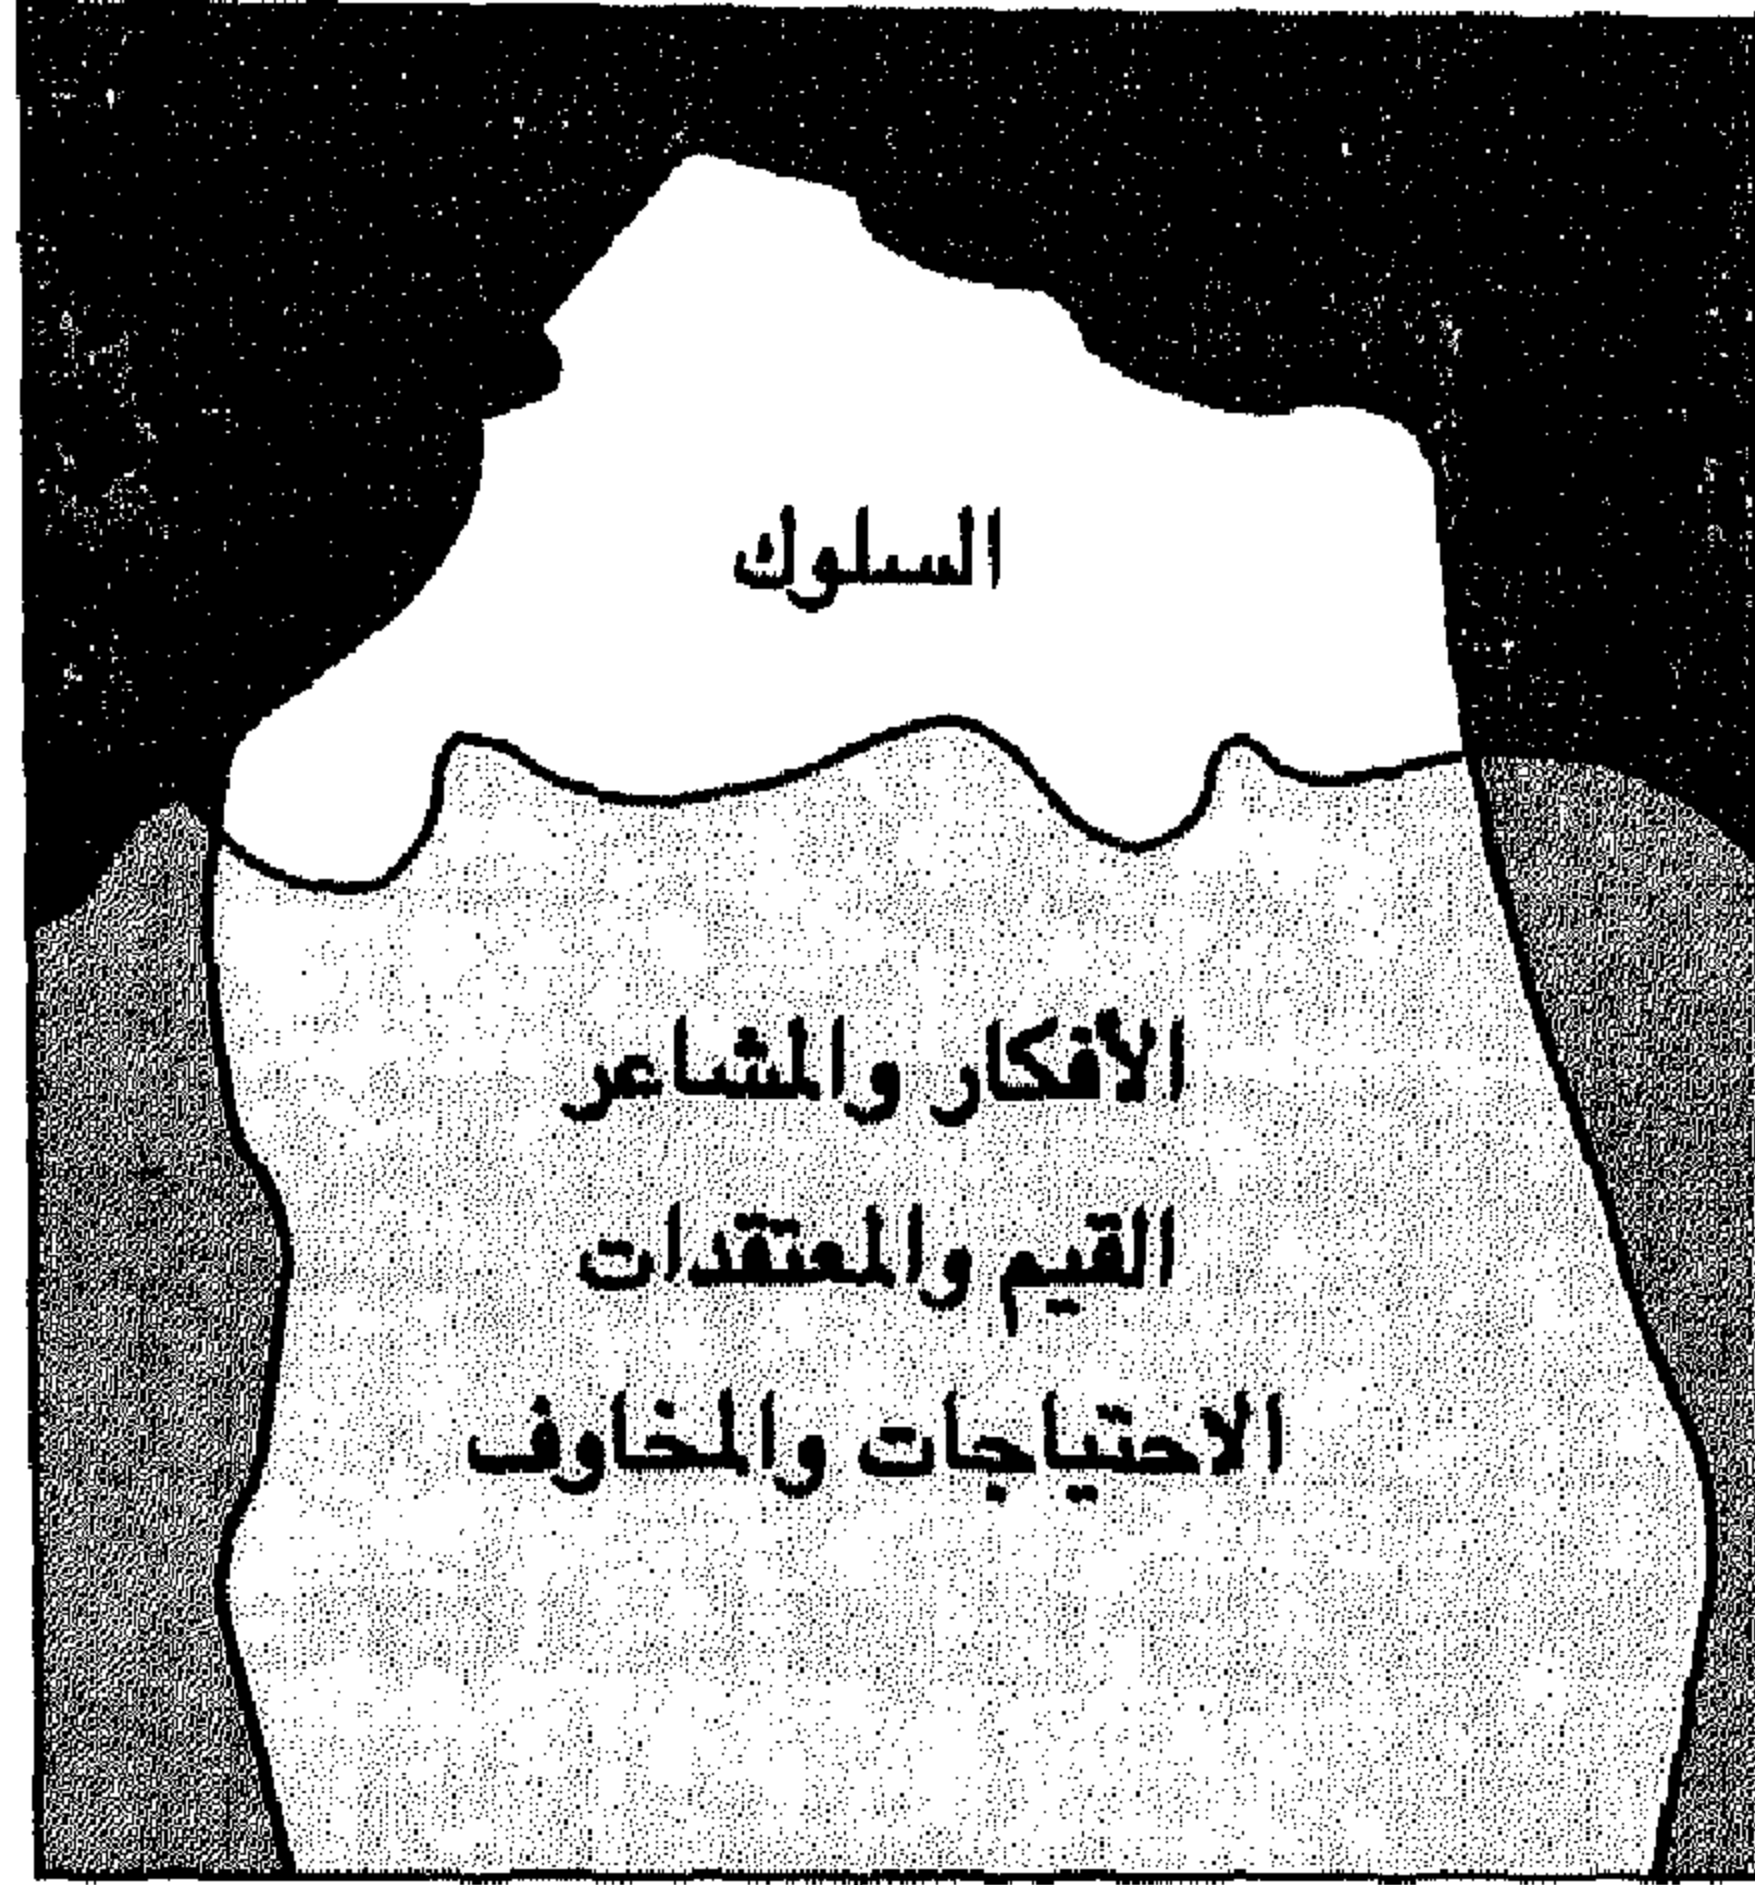 السلوك
الأفكار والمشاعر
القيم والمعتقدات
الاحتياجات والمخاوف